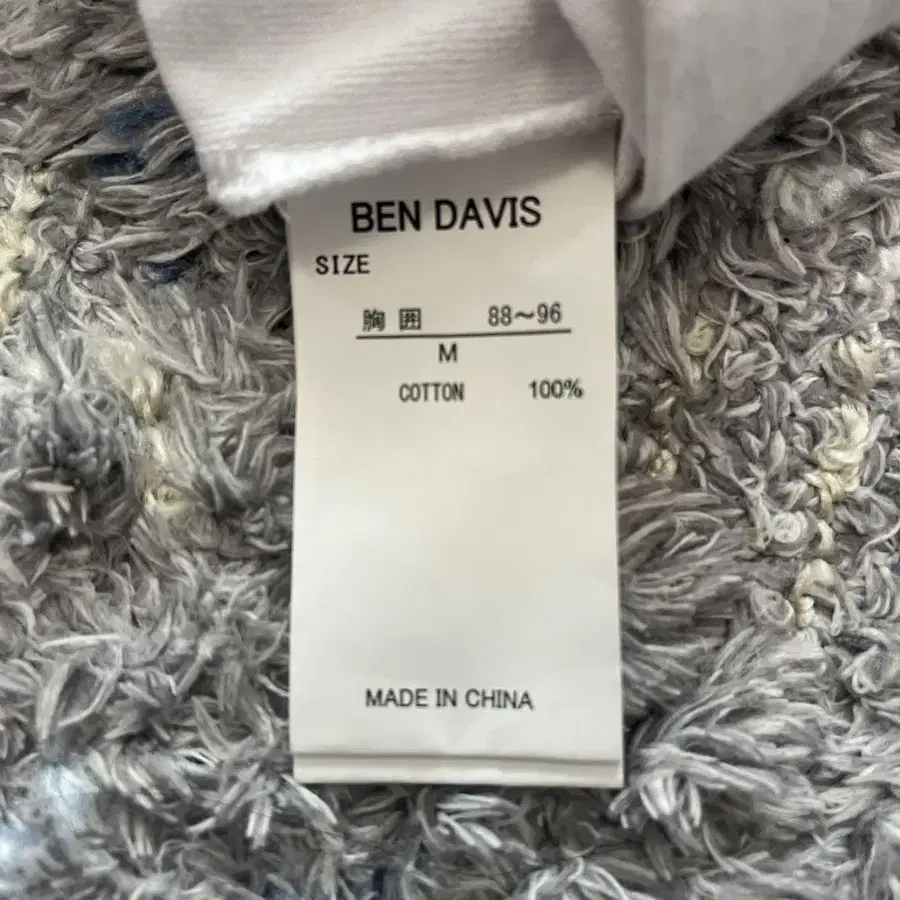 BEN DAVIS
SIZE
胸囲 88～96
M
COTTON 100%
MADE IN CHINA